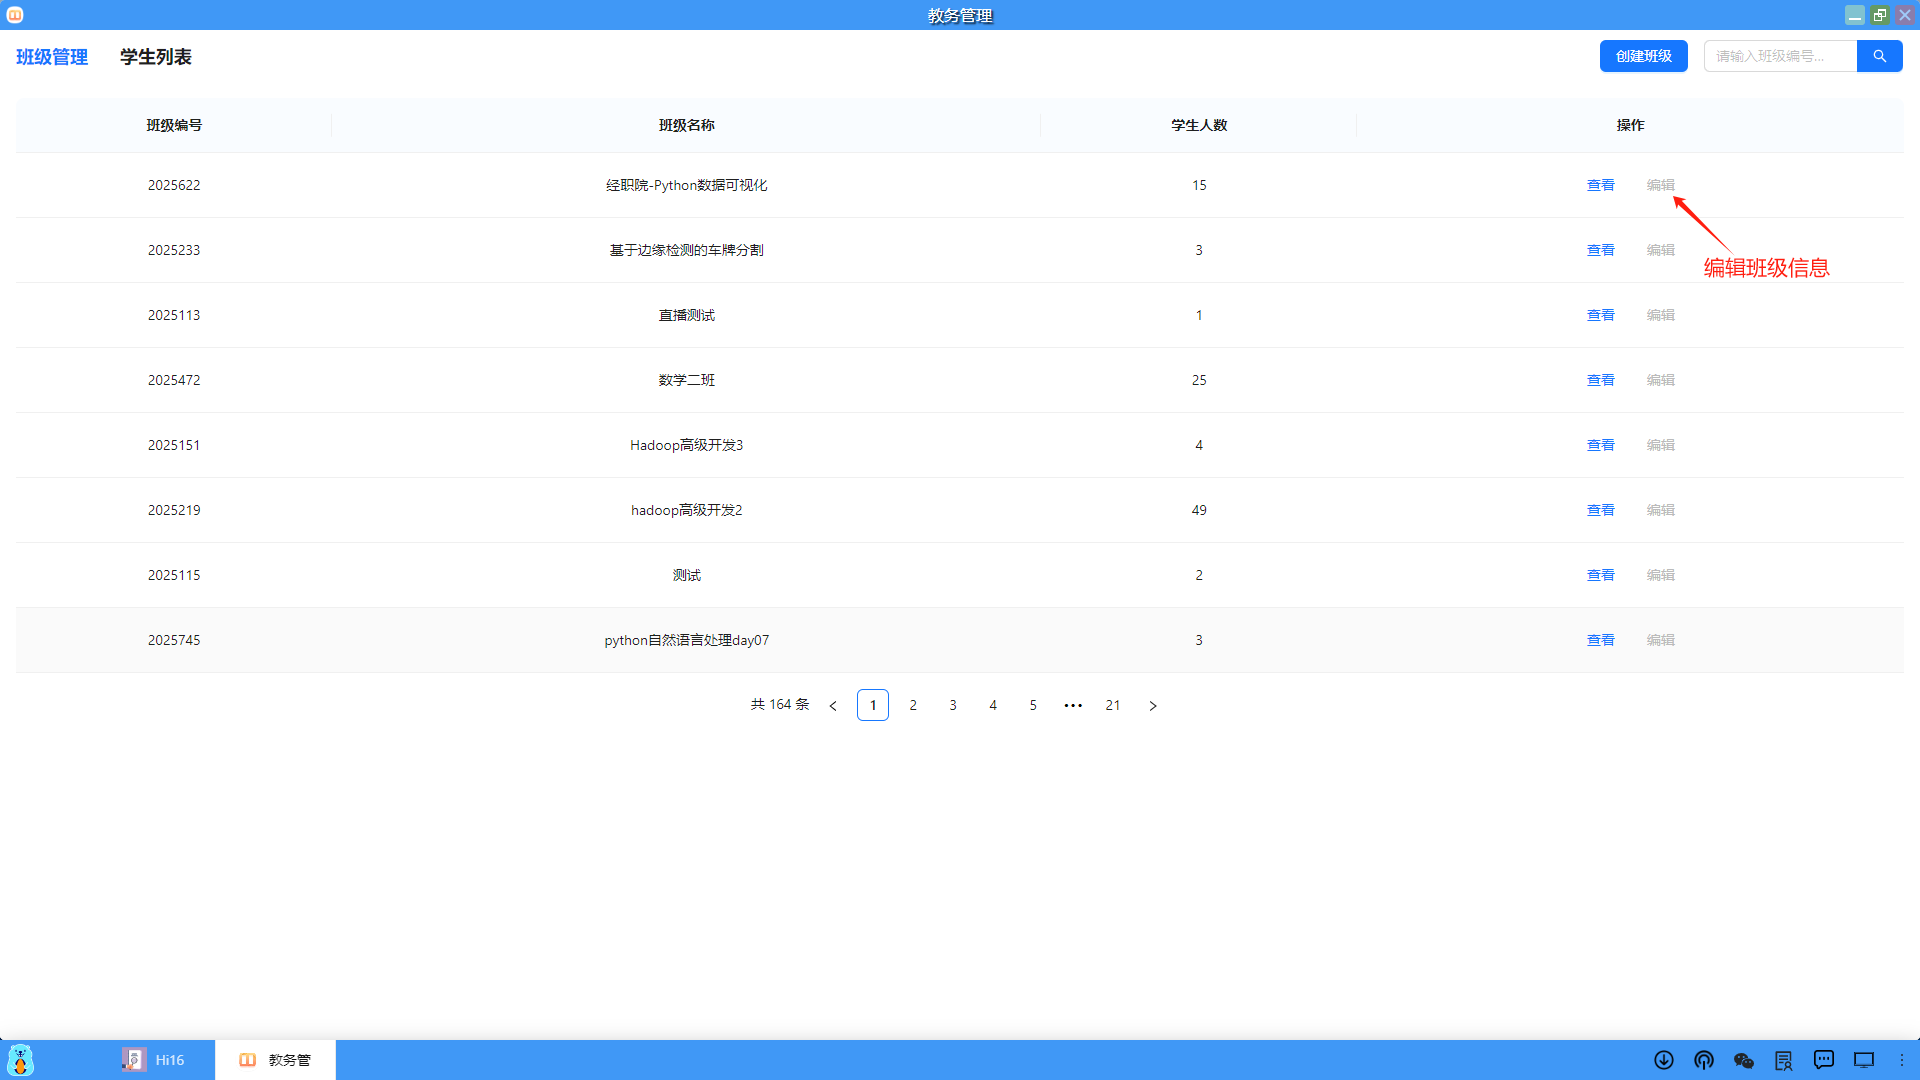 教务管理
班级管理 学生列表 创建班级 请输入班级编号...
班级编号 班级名称 学生人数 操作
2025622 经职院-Python数据可视化 15 查看 编辑
2025233 基于边缘检测的车牌分割 3 查看 编辑
编辑班级信息
2025113 直播测试 1 查看 编辑
2025472 数学二班 25 查看 编辑
2025151 Hadoop高级开发3 4 查看 编辑
2025219 hadoop高级开发2 49 查看 编辑
2025115 测试 2 查看 编辑
2025745 python自然语言处理day07 3 查看 编辑
共 164 条 < 1 2 3 4 5 ••• 21 >
Hi16 教务管